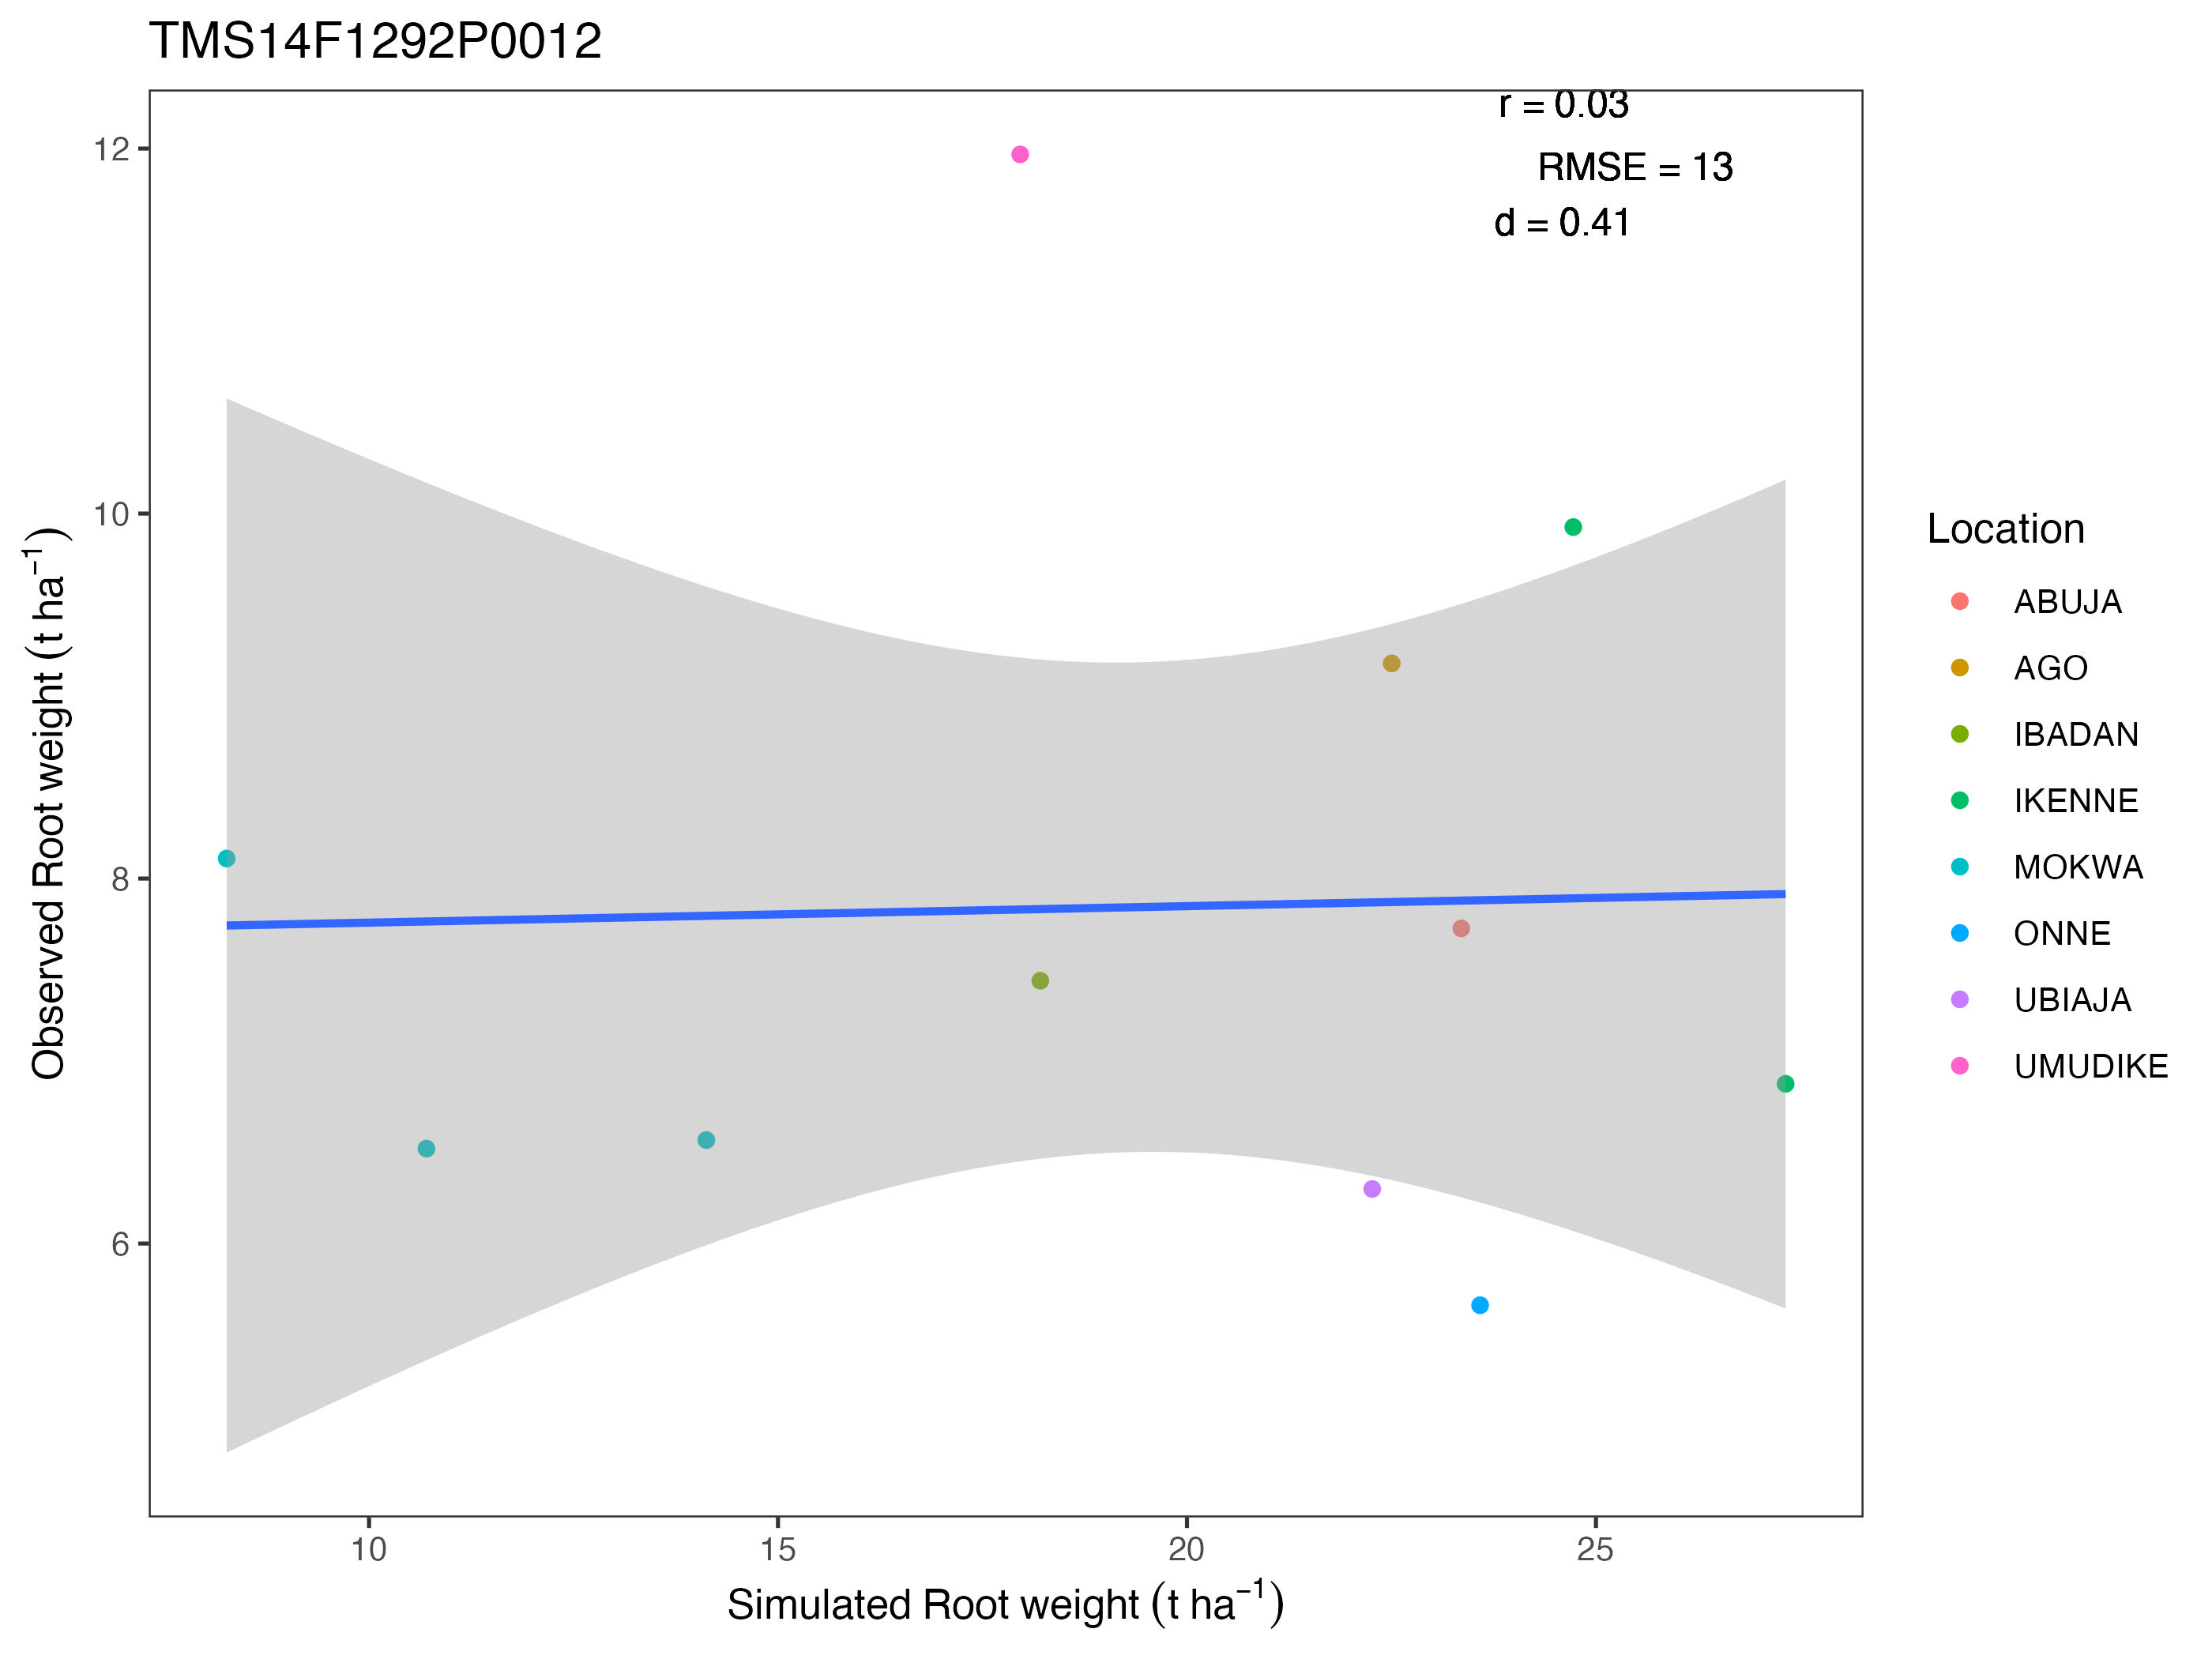 TMS14F1292P0012
r = 0.03
RMSE = 13
d = 0.41
12
10
8
6
Observed Root weight (t ha⁻¹)
10 15 20 25
Simulated Root weight (t ha⁻¹)
Location
ABUJA
AGO
IBADAN
IKENNE
MOKWA
ONNE
UBIAJA
UMUDIKE